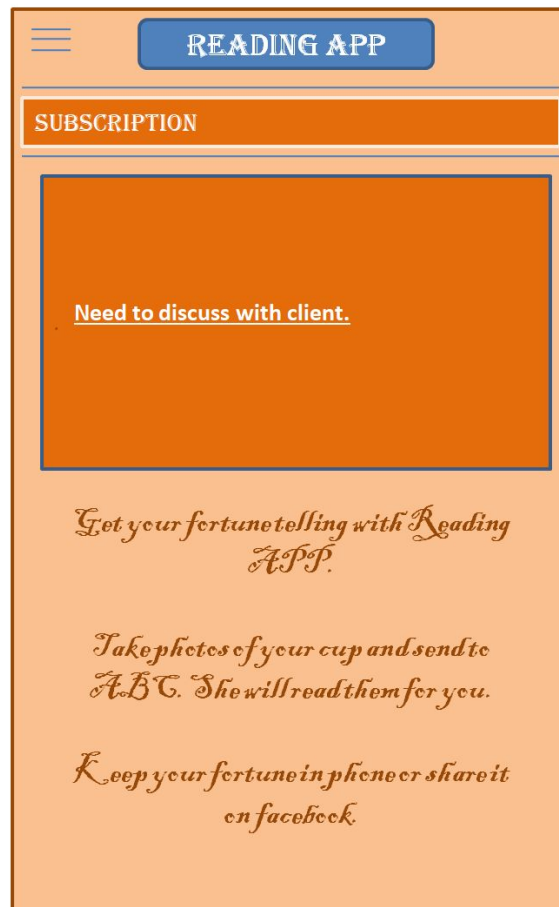 READING APP
SUBSCRIPTION
Need to discuss with client.
Get your fortune telling with Reading
APP.
Take photos of your cup and send to
ABC. She will read them for you.
Keep your fortune in phone or share it
on facebook.